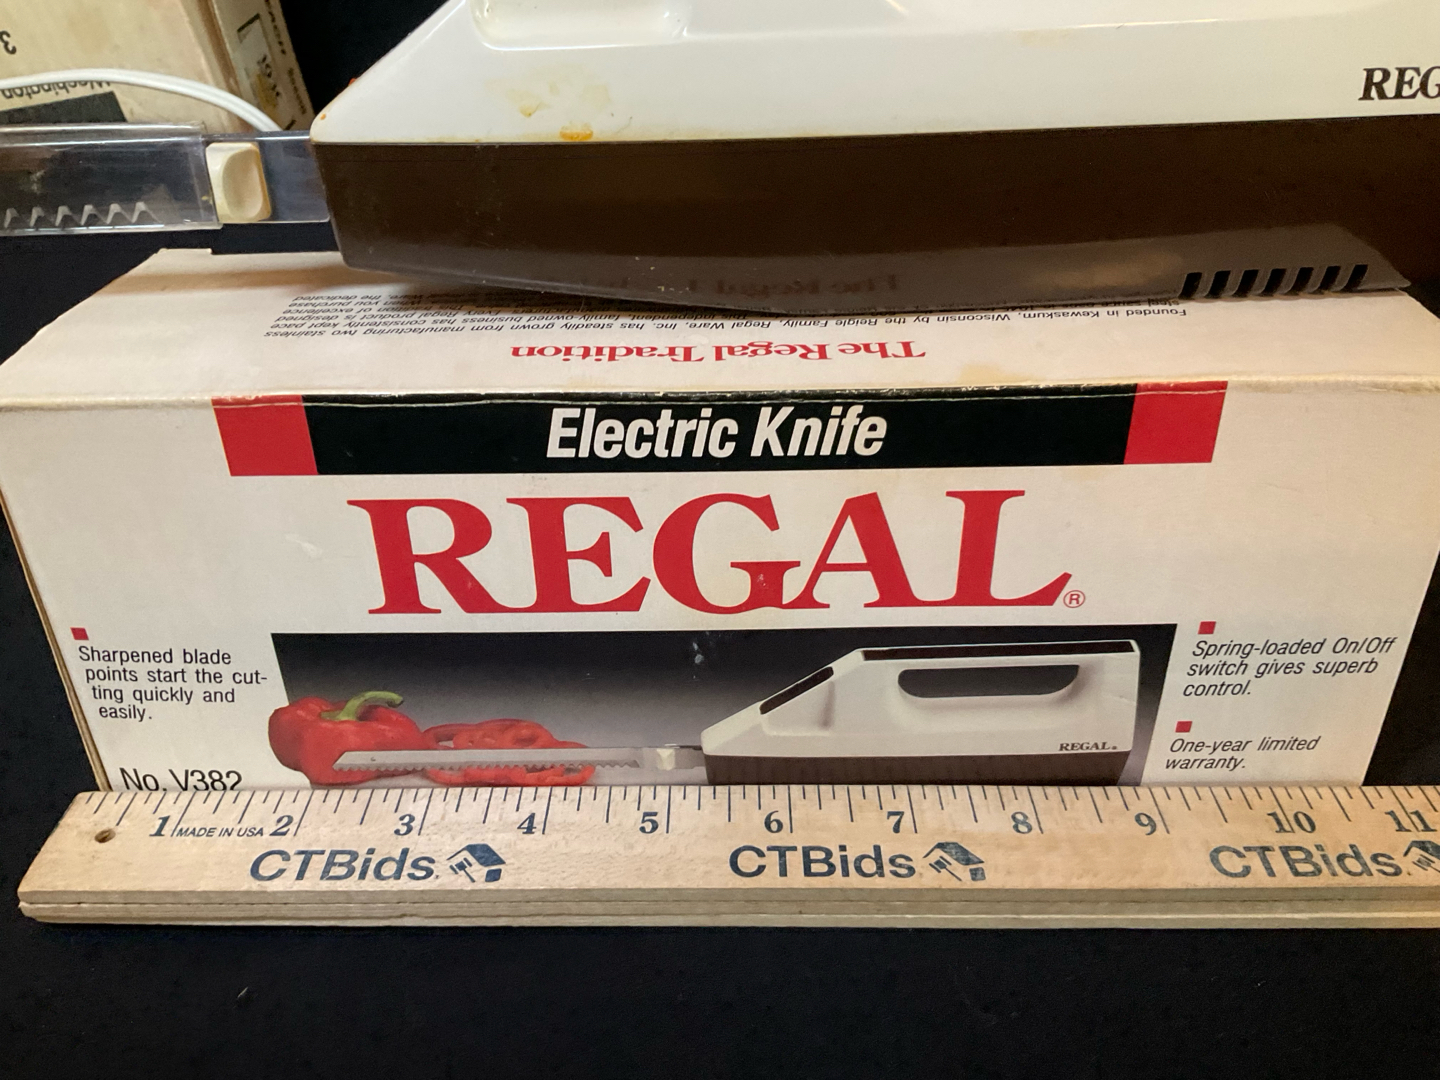 REG
The Regal Tradition
Founded in Kewaskum, Wisconsin by the Reigle Family, Regal Ware, Inc. has steadily grown from manufacturing two stainless
Electric Knife
REGAL®
Sharpened blade
points start the cut-
ting quickly and
easily.
No. V382
Spring-loaded On/Off
switch gives superb
control.
One-year limited
warranty.
REGAL®
1 MADE IN USA 2 3 4 5 6 7 8 9 10 11
CTBids. CTBids. CTBids.
Washington